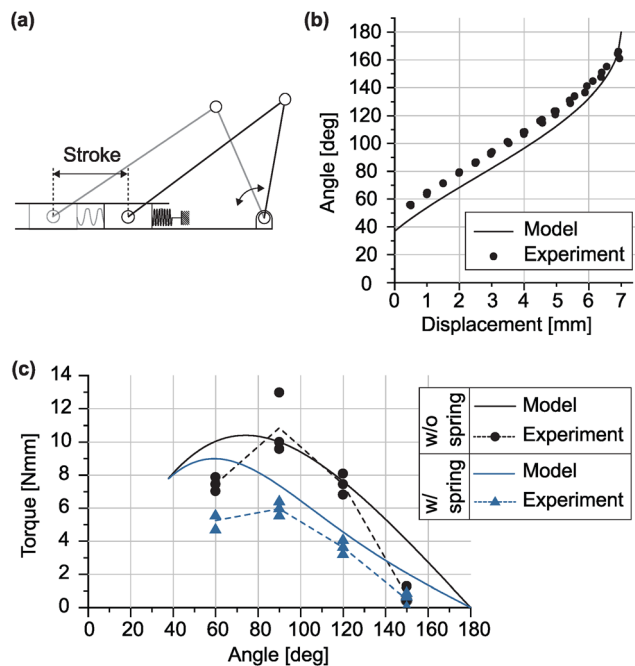 (a)
Stroke
(b)
180
160
140
120
100
80
60
40
20
0
Angle [deg]
0 1 2 3 4 5 6 7
Displacement [mm]
Model
Experiment
(c)
14
12
10
8
6
4
2
0
Torque [Nmm]
0 20 40 60 80 100 120 140 160 180
Angle [deg]
w/o spring
Model
Experiment
w/ spring
Model
Experiment